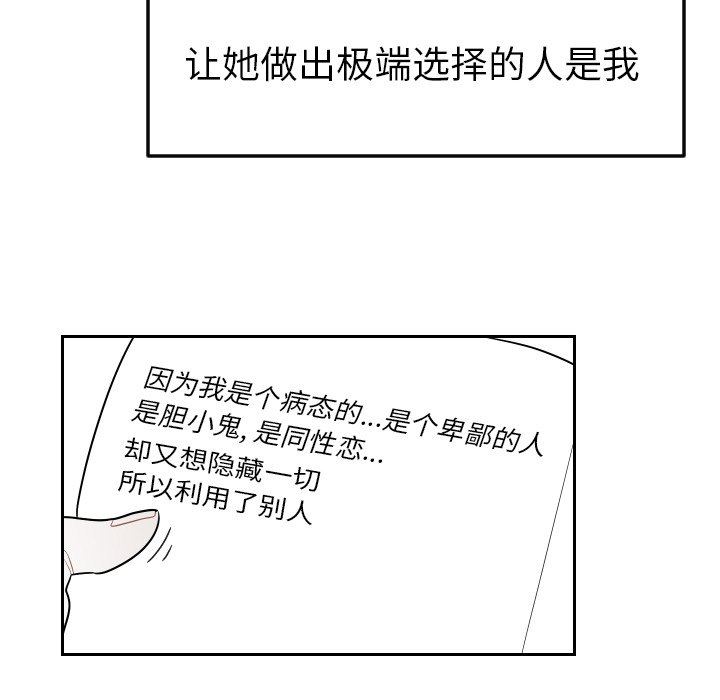 让她做出极端选择的人是我
因为我是个病态的...是个卑鄙的人
是胆小鬼, 是同性恋...
却又想隐藏一切
所以利用了别人